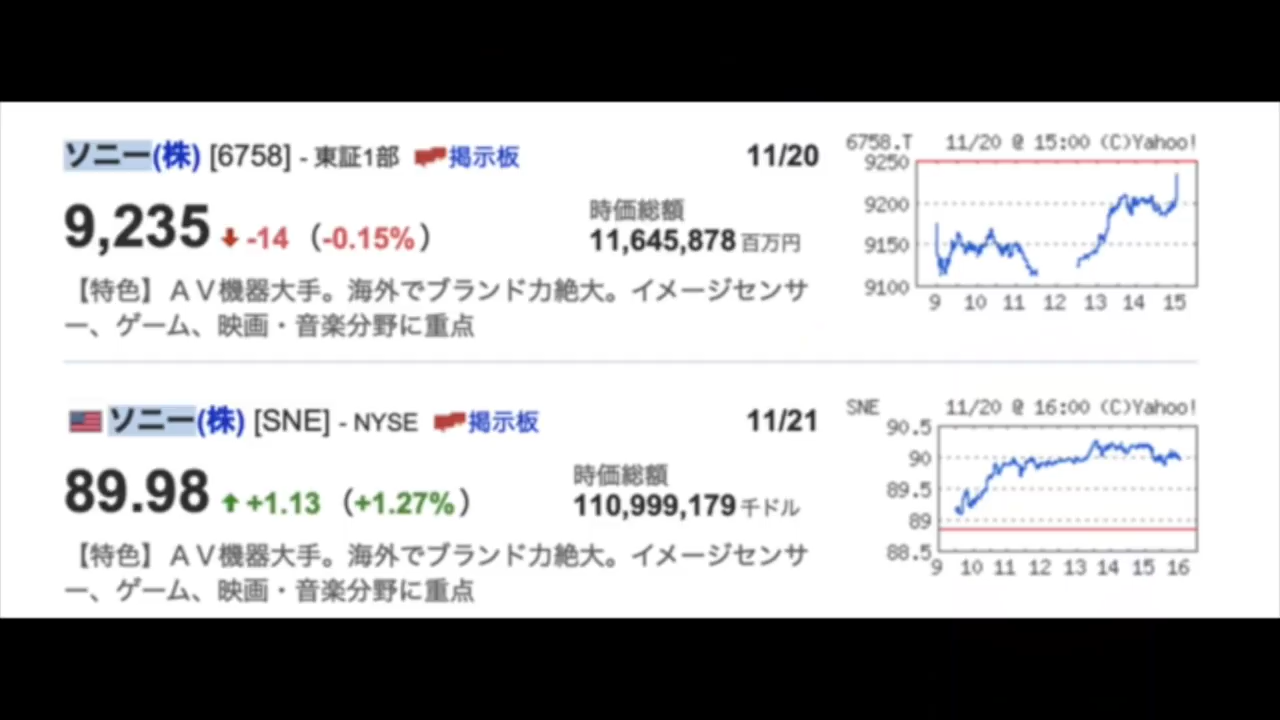 ソニー(株) [6758] - 東証1部 掲示板 11/20
9,235 -14 (-0.15%)
時価総額
11,645,878 百万円
【特色】ＡＶ機器大手。海外でブランド力絶大。イメージセンサ
ー、ゲーム、映画・音楽分野に重点
6758.T 11/20 @ 15:00 (C)Yahoo!
9250
9200
9150
9100
9 10 11 12 13 14 15
ソニー(株) [SNE] - NYSE 掲示板 11/21
89.98 +1.13 (+1.27%)
時価総額
110,999,179 千ドル
【特色】ＡＶ機器大手。海外でブランド力絶大。イメージセンサ
ー、ゲーム、映画・音楽分野に重点
SNE 11/20 @ 16:00 (C)Yahoo!
90.5
90
89.5
89
88.5
9 10 11 12 13 14 15 16